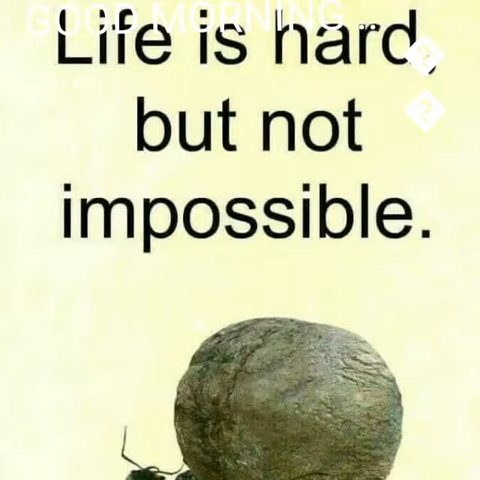 GOOD MORNING ..
Life is hard,
but not
impossible.